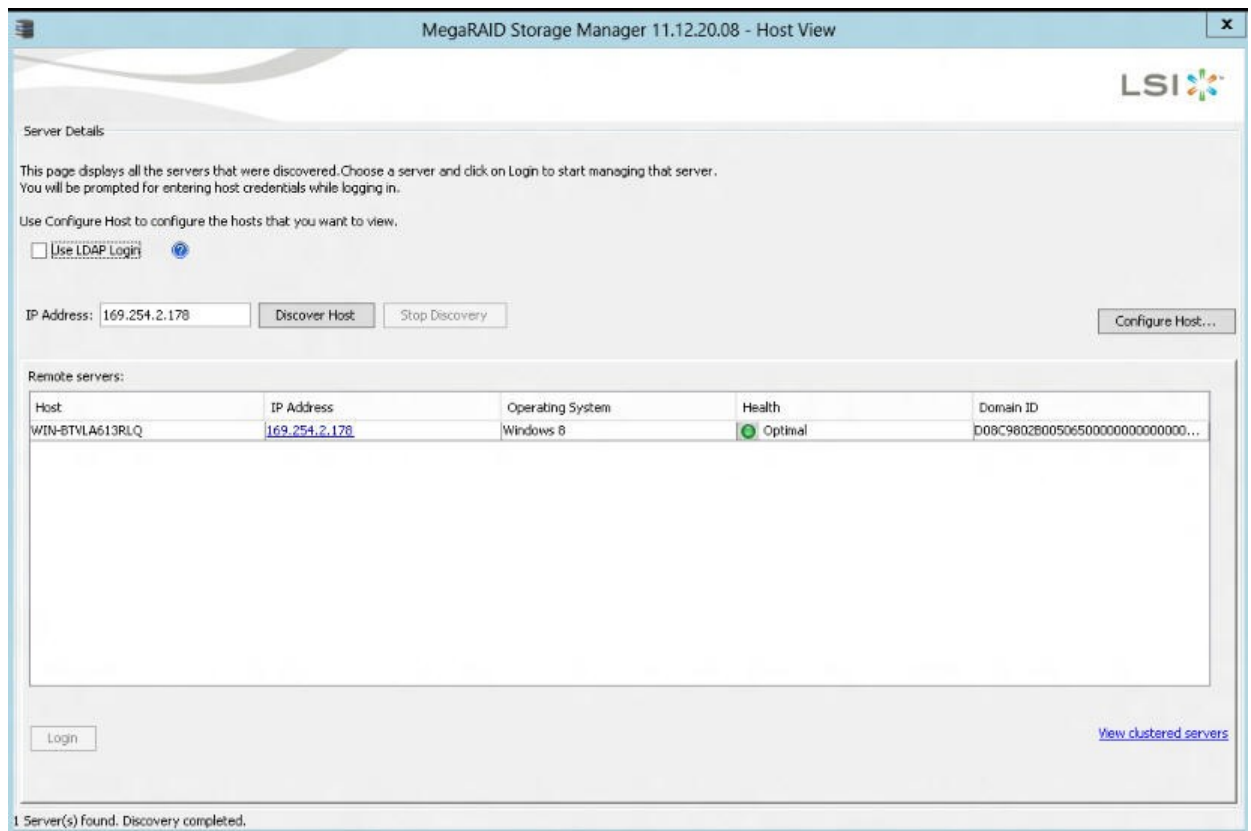 MegaRAID Storage Manager 11.12.20.08 - Host View
x
LSI
Server Details
This page displays all the servers that were discovered.Choose a server and click on Login to start managing that server.
You will be prompted for entering host credentials while logging in.
Use Configure Host to configure the hosts that you want to view.
Use LDAP Login ?
IP Address: 169.254.2.178 Discover Host Stop Discovery
Configure Host...
Remote servers:
Host IP Address Operating System Health Domain ID
WIN-BTVLA613RLQ 169.254.2.178 Windows 8 Optimal
Login
View clustered servers
1 Server(s) found. Discovery completed.